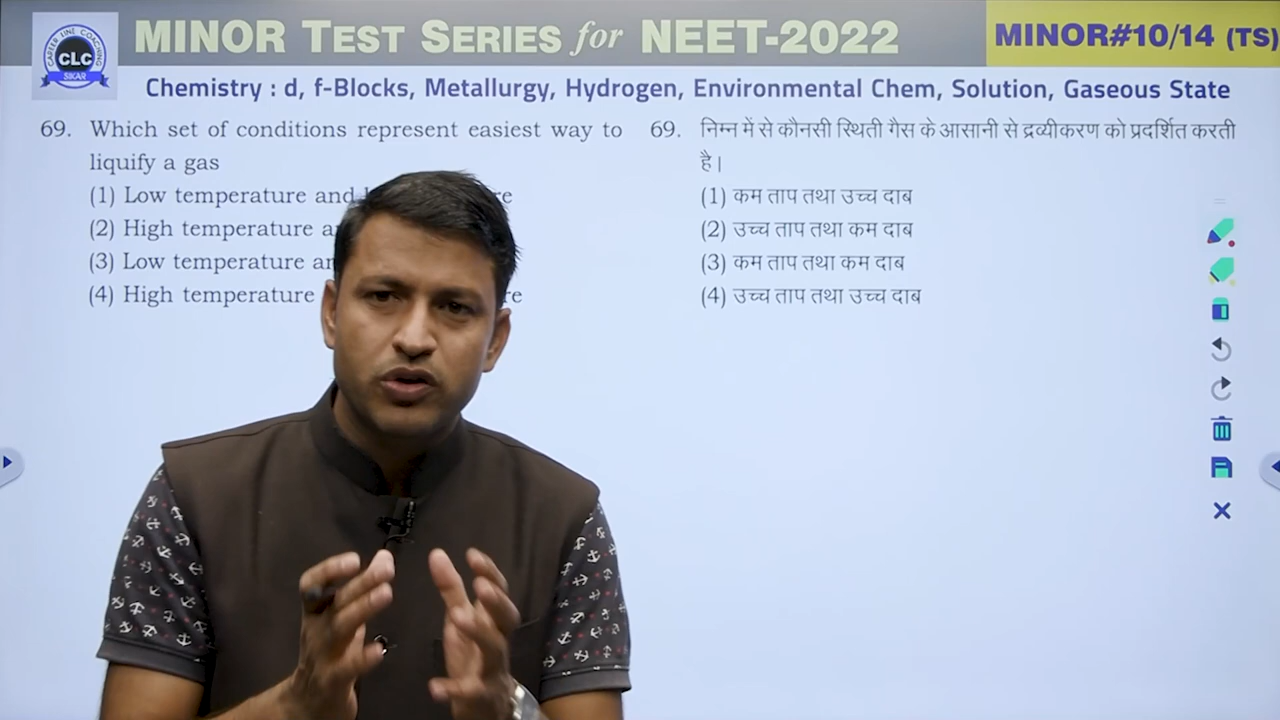 MINOR TEST SERIES for NEET-2022
MINOR#10/14 (TS)
CAREER LINE COACHING
CLC
SIKAR
Chemistry : d, f-Blocks, Metallurgy, Hydrogen, Environmental Chem, Solution, Gaseous State
69. Which set of conditions represent easiest way to
liquify a gas
(1) Low temperature and
(2) High temperature
(3) Low temperature
(4) High temperature
69. निम्न में से कौनसी स्थिती गैस के आसानी से द्रव्यीकरण को प्रदर्शित करती
है।
(1) कम ताप तथा उच्च दाब
(2) उच्च ताप तथा कम दाब
(3) कम ताप तथा कम दाब
(4) उच्च ताप तथा उच्च दाब